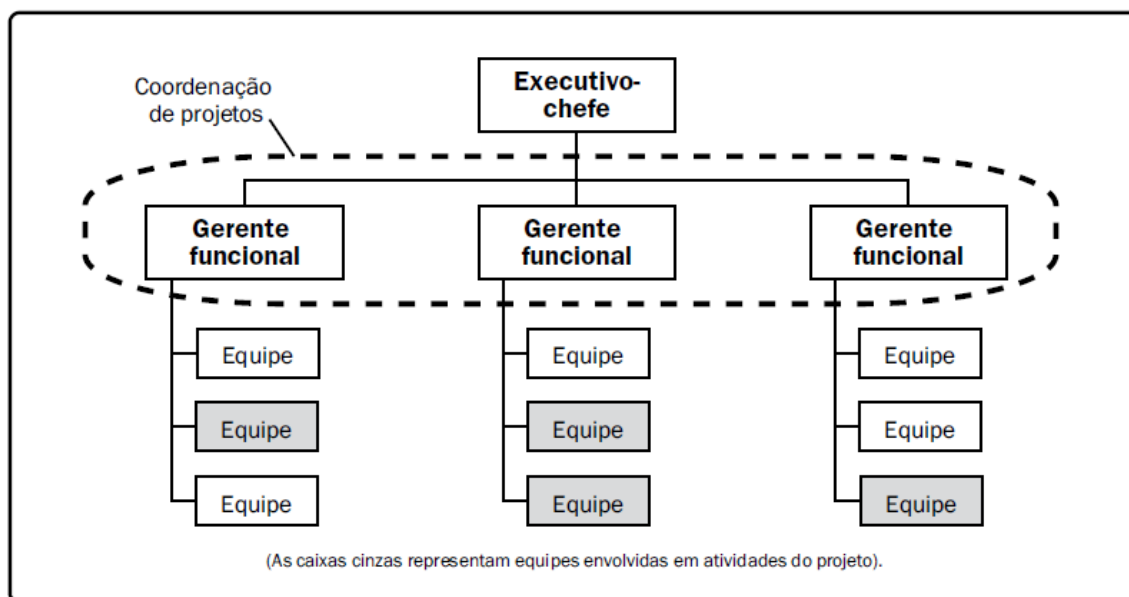 Coordenação
de projetos
Executivo-
chefe
Gerente
funcional
Gerente
funcional
Gerente
funcional
Equipe
Equipe
Equipe
Equipe
Equipe
Equipe
Equipe
Equipe
Equipe
(As caixas cinzas representam equipes envolvidas em atividades do projeto).